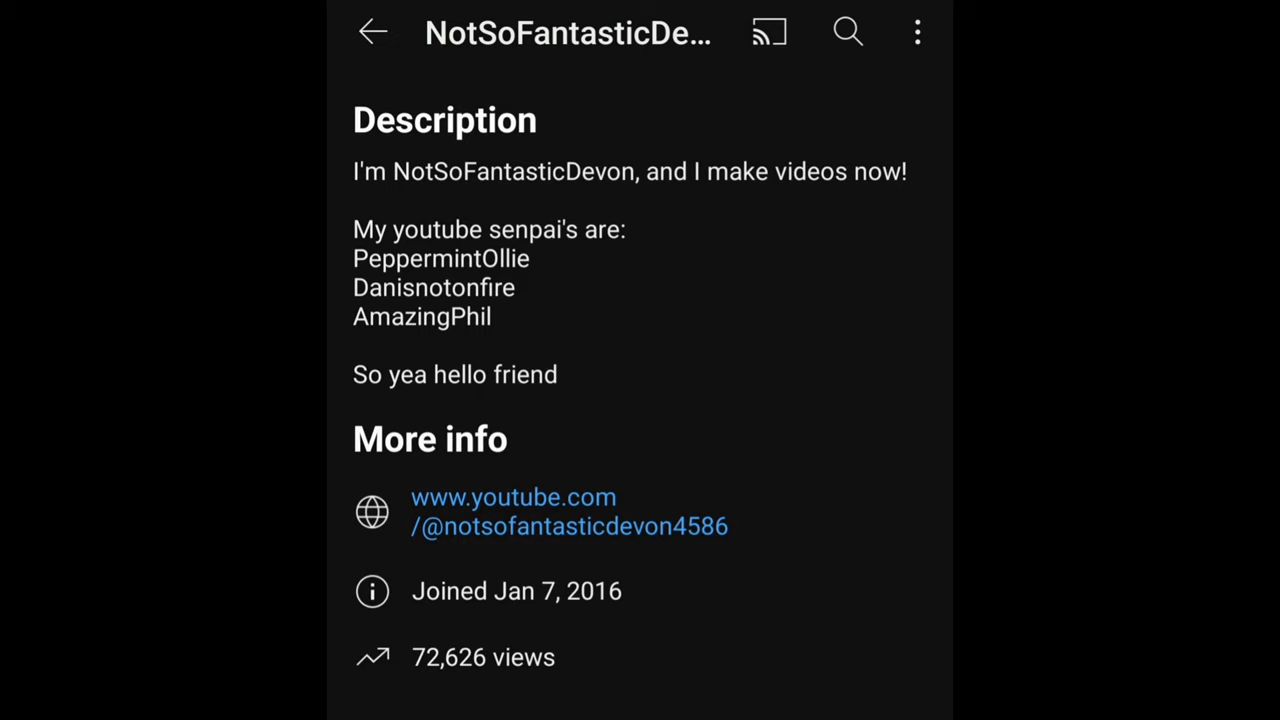 NotSoFantasticDe...
Description
I'm NotSoFantasticDevon, and I make videos now!
My youtube senpai's are:
PeppermintOllie
Danisnotonfire
AmazingPhil
So yea hello friend
More info
www.youtube.com
/@notsofantasticdevon4586
Joined Jan 7, 2016
72,626 views